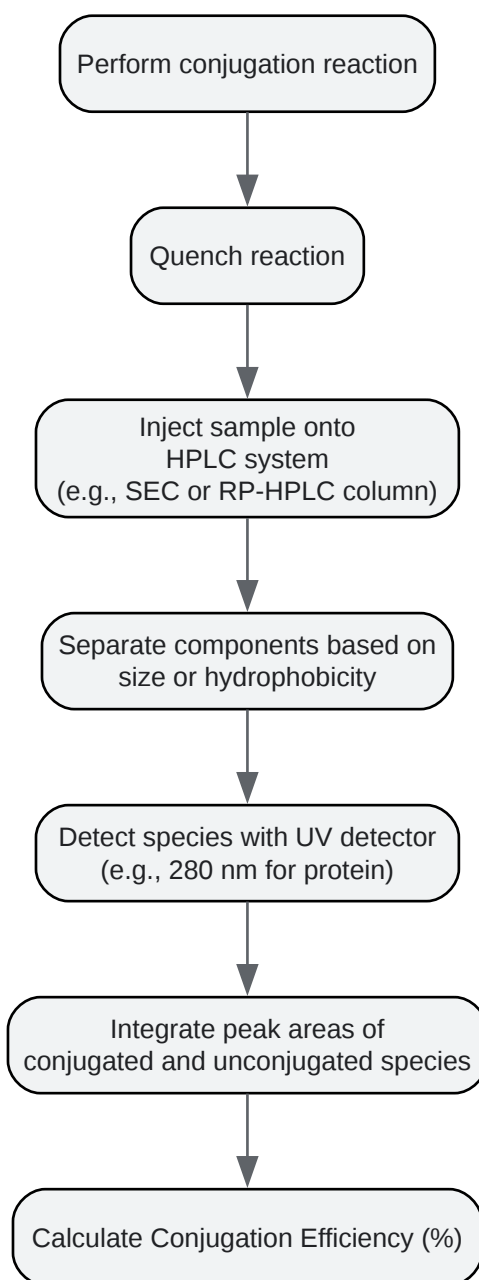 Perform conjugation reaction
Quench reaction
Inject sample onto
HPLC system
(e.g., SEC or RP-HPLC column)
Separate components based on
size or hydrophobicity
Detect species with UV detector
(e.g., 280 nm for protein)
Integrate peak areas of
conjugated and unconjugated species
Calculate Conjugation Efficiency (%)